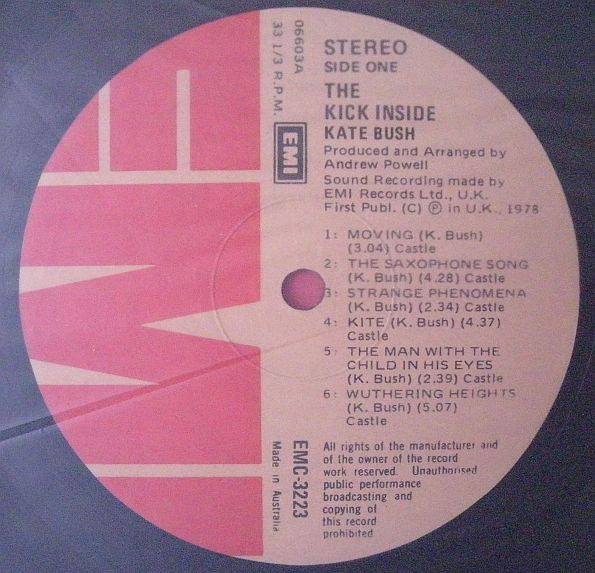 06603A
33 1/3 R.P.M.
EMI
STEREO
SIDE ONE
THE
KICK INSIDE
KATE BUSH
Produced and Arranged by
Andrew Powell
Sound Recording made by
EMI Records Ltd., U.K.
First Publ. (C) Ⓟ in U.K., 1978
1: MOVING (K. Bush)
(3.04) Castle
2: THE SAXOPHONE SONG
(K. Bush) (4.28) Castle
3: STRANGE PHENOMENA
(K. Bush) (2.34) Castle
4: KITE (K. Bush) (4.37)
Castle
5: THE MAN WITH THE
CHILD IN HIS EYES
(K. Bush) (2.39) Castle
6: WUTHERING HEIGHTS
(K. Bush) (5.07)
Castle
All rights of the manufacturer and
of the owner of the record
work reserved. Unauthorised
public performance
broadcasting and
copying of
this record
prohibited
EMC-3223
Made in Australia
EMI